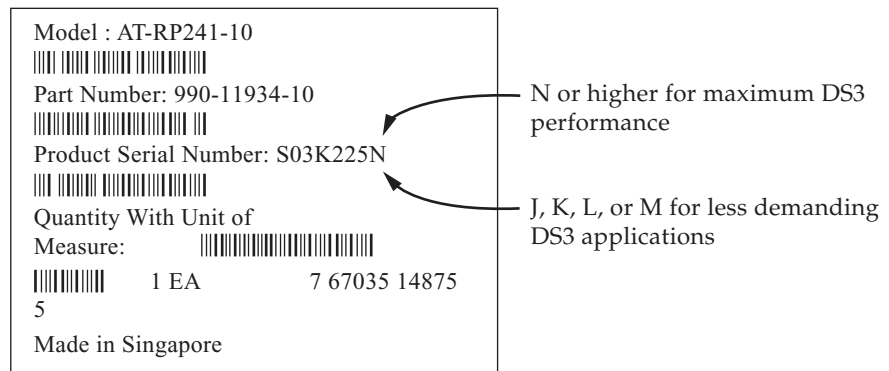 Model : AT-RP241-10
Part Number: 990-11934-10
Product Serial Number: S03K225N
Quantity With Unit of
Measure:
1 EA 7 67035 14875
5
Made in Singapore
N or higher for maximum DS3
performance
J, K, L, or M for less demanding
DS3 applications